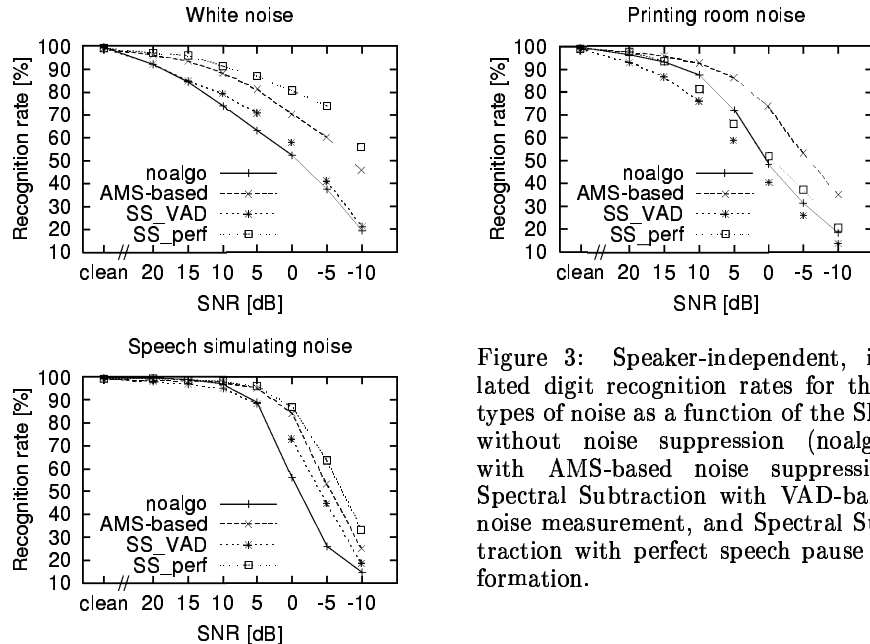 White noise
Recognition rate [%]
100
90
80
70
60
50
40
30
20
10
noalgo
AMS-based
SS_VAD
SS_perf
clean // 20 15 10 5 0 -5 -10
SNR [dB]
Printing room noise
Recognition rate [%]
100
90
80
70
60
50
40
30
20
10
noalgo
AMS-based
SS_VAD
SS_perf
clean // 20 15 10 5 0 -5 -10
SNR [dB]
Speech simulating noise
Recognition rate [%]
100
90
80
70
60
50
40
30
20
10
noalgo
AMS-based
SS_VAD
SS_perf
clean // 20 15 10 5 0 -5 -10
SNR [dB]
Figure 3: Speaker-independent, i
lated digit recognition rates for th
types of noise as a function of the S
without noise suppression (noalg
with AMS-based noise suppressi
Spectral Subtraction with VAD-ba
noise measurement, and Spectral Su
traction with perfect speech pause
formation.